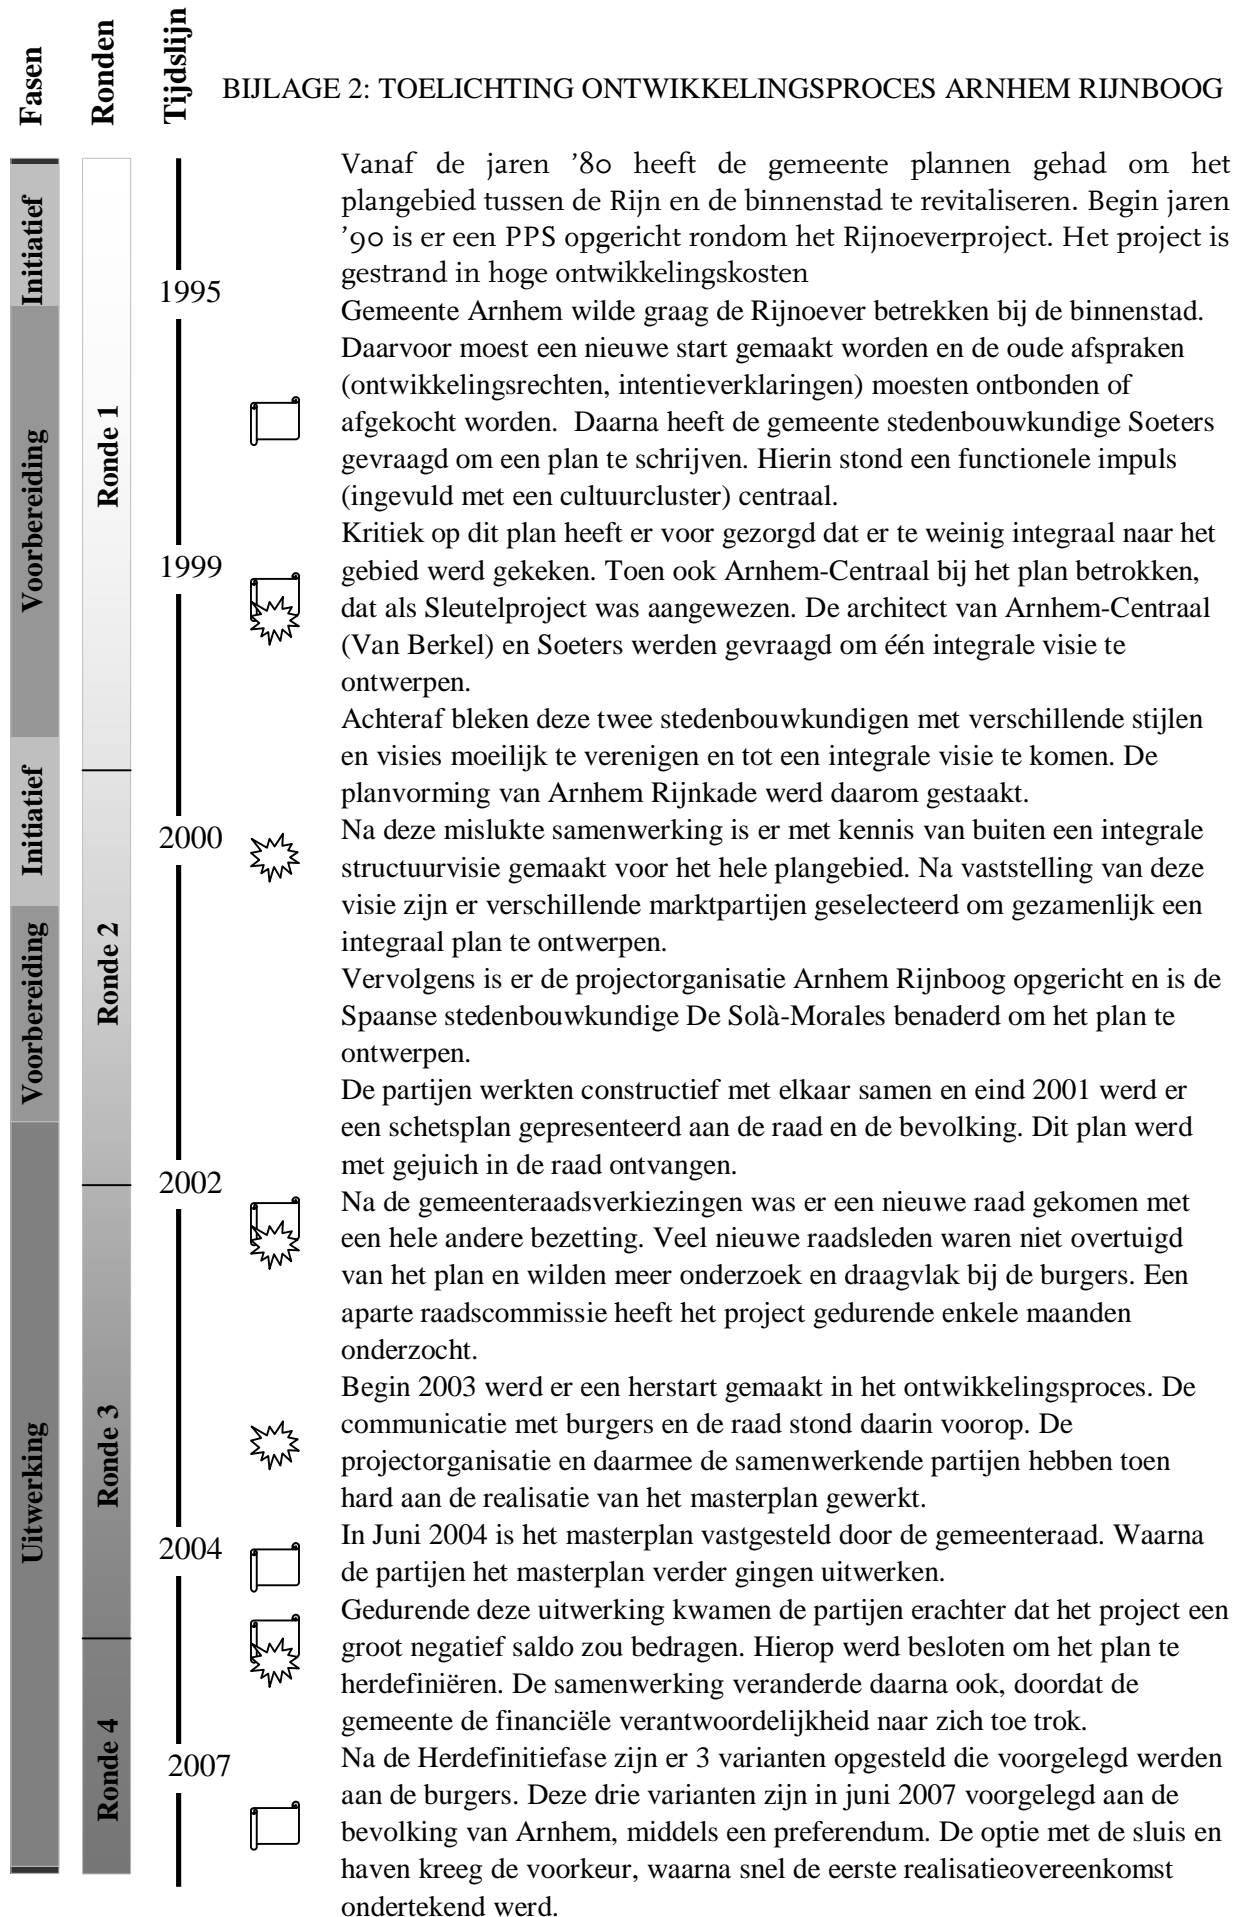 Fasen
Ronden
Tijdslijn
BIJLAGE 2: TOELICHTING ONTWIKKELINGSPROCES ARNHEM RIJNBOOG
Initiatief
Voorbereiding
Initiatief
Voorbereiding
Uitwerking
Ronde 1
Ronde 2
Ronde 3
Ronde 4
1995
1999
2000
2002
2004
2007
Vanaf de jaren ’80 heeft de gemeente plannen gehad om het
plangebied tussen de Rijn en de binnenstad te revitaliseren. Begin jaren
’90 is er een PPS opgericht rondom het Rijnoeverproject. Het project is
gestrand in hoge ontwikkelingskosten
Gemeente Arnhem wilde graag de Rijnoever betrekken bij de binnenstad.
Daarvoor moest een nieuwe start gemaakt worden en de oude afspraken
(ontwikkelingsrechten, intentieverklaringen) moesten ontbonden of
afgekocht worden.  Daarna heeft de gemeente stedenbouwkundige Soeters
gevraagd om een plan te schrijven. Hierin stond een functionele impuls
(ingevuld met een cultuurcluster) centraal.
Kritiek op dit plan heeft er voor gezorgd dat er te weinig integraal naar het
gebied werd gekeken. Toen ook Arnhem-Centraal bij het plan betrokken,
dat als Sleutelproject was aangewezen. De architect van Arnhem-Centraal
(Van Berkel) en Soeters werden gevraagd om één integrale visie te
ontwerpen.
Achteraf bleken deze twee stedenbouwkundigen met verschillende stijlen
en visies moeilijk te verenigen en tot een integrale visie te komen. De
planvorming van Arnhem Rijnkade werd daarom gestaakt.
Na deze mislukte samenwerking is er met kennis van buiten een integrale
structuurvisie gemaakt voor het hele plangebied. Na vaststelling van deze
visie zijn er verschillende marktpartijen geselecteerd om gezamenlijk een
integraal plan te ontwerpen.
Vervolgens is er de projectorganisatie Arnhem Rijnboog opgericht en is de
Spaanse stedenbouwkundige De Solà-Morales benaderd om het plan te
ontwerpen.
De partijen werkten constructief met elkaar samen en eind 2001 werd er
een schetsplan gepresenteerd aan de raad en de bevolking. Dit plan werd
met gejuich in de raad ontvangen.
Na de gemeenteraadsverkiezingen was er een nieuwe raad gekomen met
een hele andere bezetting. Veel nieuwe raadsleden waren niet overtuigd
van het plan en wilden meer onderzoek en draagvlak bij de burgers. Een
aparte raadscommissie heeft het project gedurende enkele maanden
onderzocht.
Begin 2003 werd er een herstart gemaakt in het ontwikkelingsproces. De
communicatie met burgers en de raad stond daarin voorop. De
projectorganisatie en daarmee de samenwerkende partijen hebben toen
hard aan de realisatie van het masterplan gewerkt.
In Juni 2004 is het masterplan vastgesteld door de gemeenteraad. Waarna
de partijen het masterplan verder gingen uitwerken.
Gedurende deze uitwerking kwamen de partijen erachter dat het project een
groot negatief saldo zou bedragen. Hierop werd besloten om het plan te
herdefiniëren. De samenwerking veranderde daarna ook, doordat de
gemeente de financiële verantwoordelijkheid naar zich toe trok.
Na de Herdefinitiefase zijn er 3 varianten opgesteld die voorgelegd werden
aan de burgers. Deze drie varianten zijn in juni 2007 voorgelegd aan de
bevolking van Arnhem, middels een preferendum. De optie met de sluis en
haven kreeg de voorkeur, waarna snel de eerste realisatieovereenkomst
ondertekend werd.